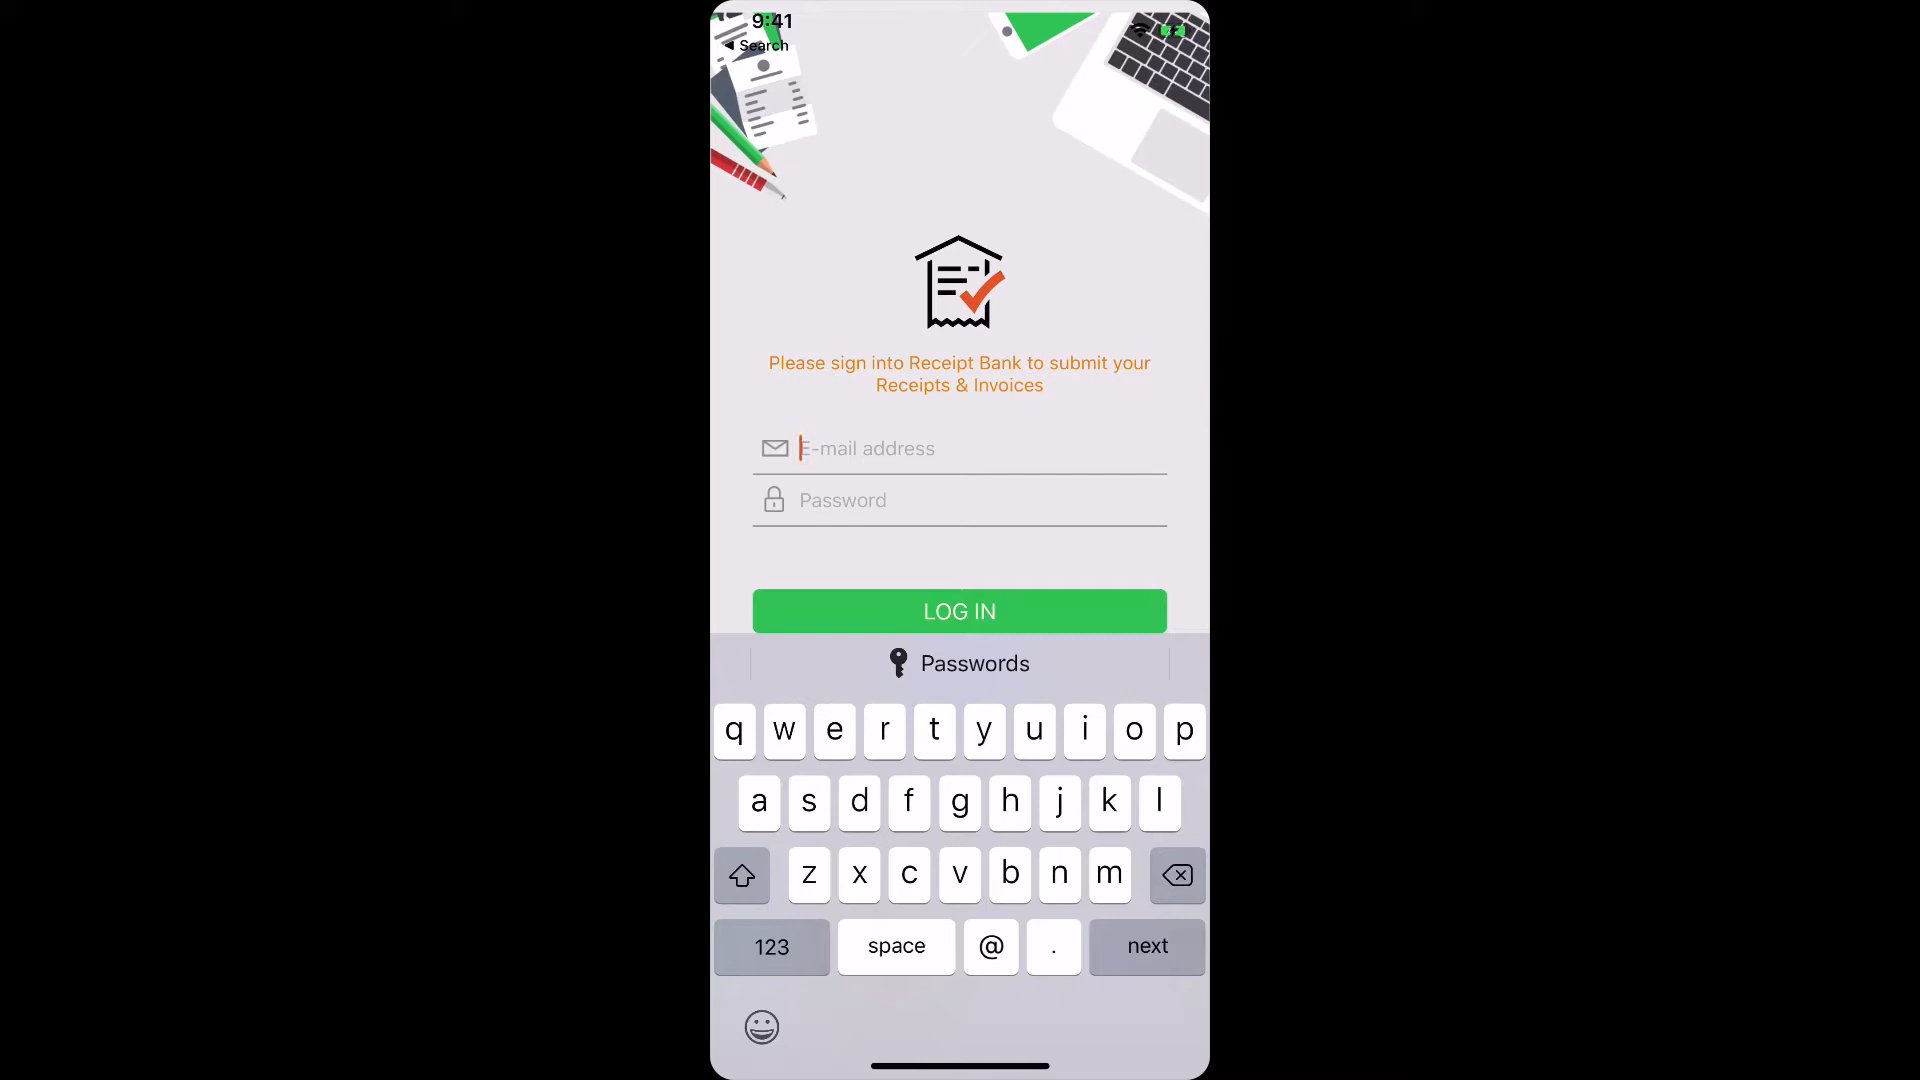 9:41
Search
Please sign into Receipt Bank to submit your
Receipts & Invoices
E-mail address
Password
LOG IN
Passwords
q w e r t y u i o p
a s d f g h j k l
z x c v b n m
123 space @ . next